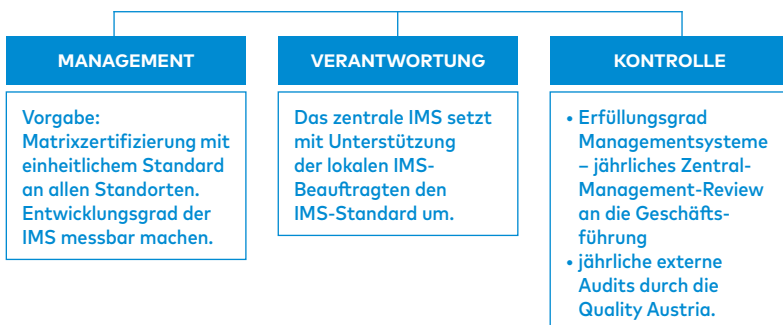 MANAGEMENT
Vorgabe:
Matrixzertifizierung mit
einheitlichem Standard
an allen Standorten.
Entwicklungsgrad der
IMS messbar machen.
VERANTWORTUNG
Das zentrale IMS setzt
mit Unterstützung
der lokalen IMS-
Beauftragten den
IMS-Standard um.
KONTROLLE
• Erfüllungsgrad
Managementsysteme
– jährliches Zentral-
Management-Review
an die Geschäfts-
führung
• jährliche externe
Audits durch die
Quality Austria.